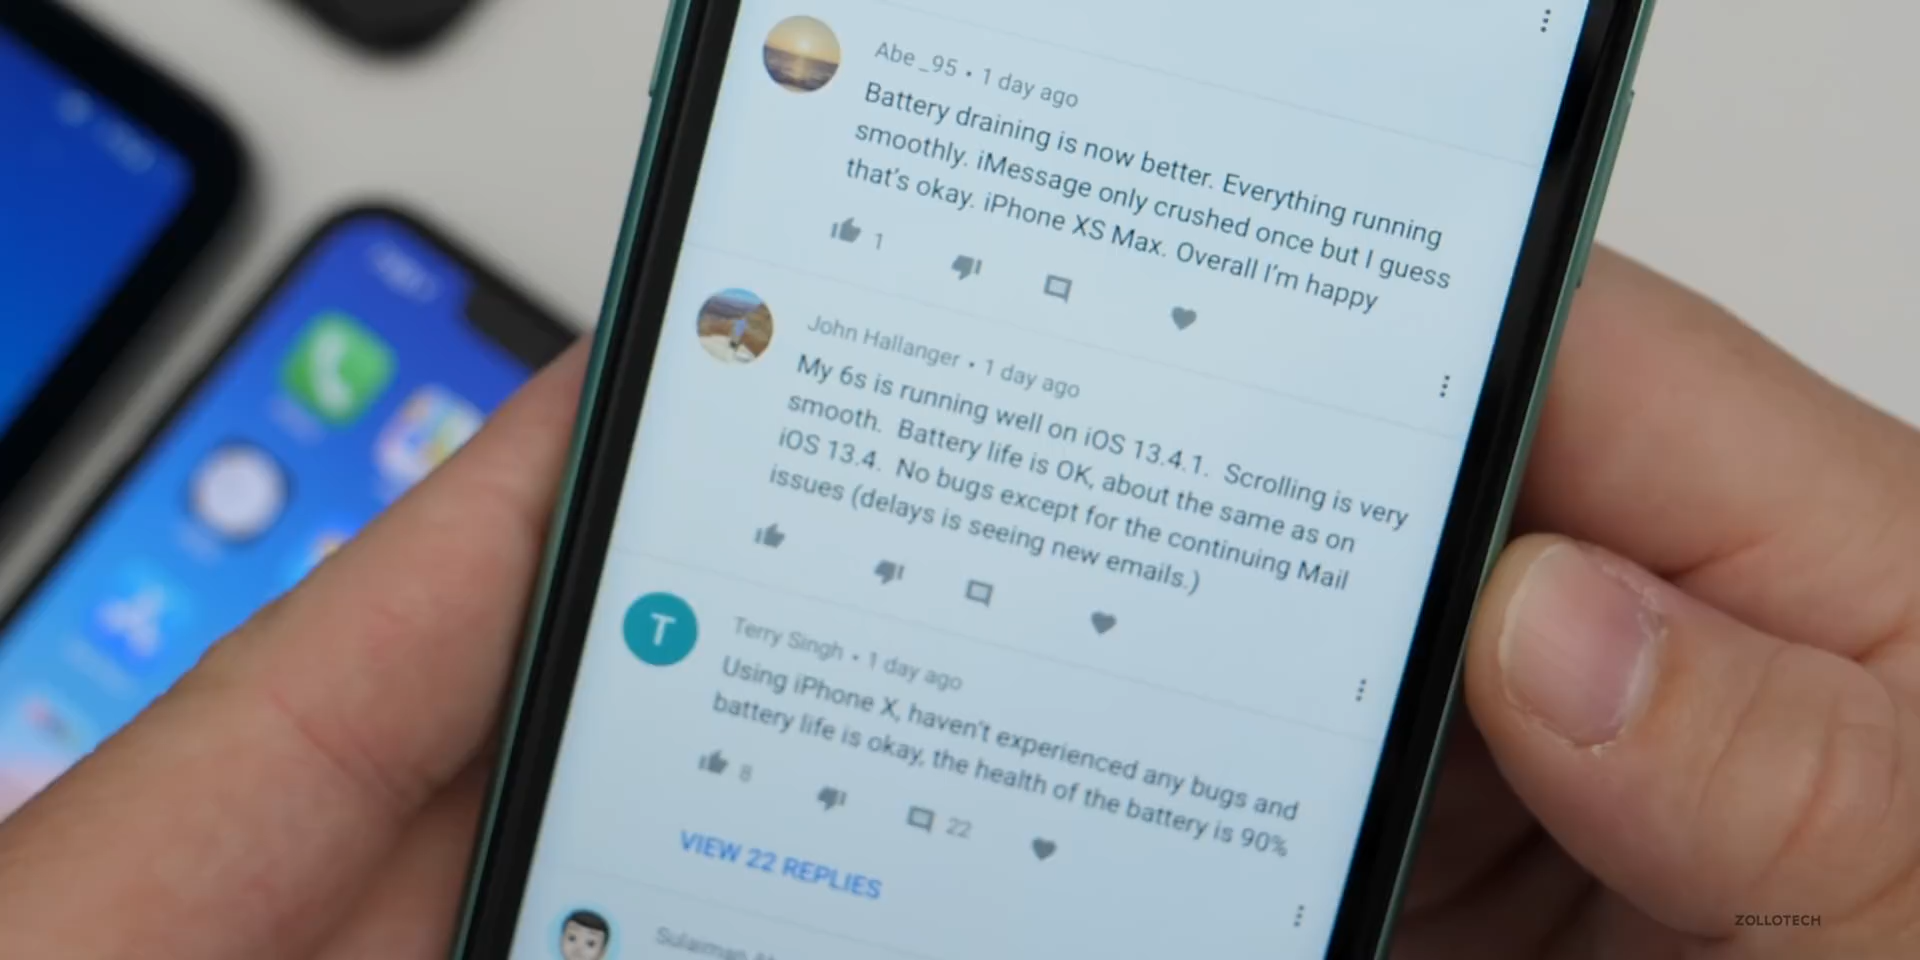 Abe _95 • 1 day ago
Battery draining is now better. Everything running
smoothly. iMessage only crushed once but I guess
that's okay. iPhone XS Max. Overall I'm happy
1
John Hallanger • 1 day ago
My 6s is running well on iOS 13.4.1. Scrolling is very
smooth. Battery life is OK, about the same as on
iOS 13.4. No bugs except for the continuing Mail
issues (delays is seeing new emails.)
T
Terry Singh • 1 day ago
Using iPhone X, haven't experienced any bugs and
battery life is okay, the health of the battery is 90%
8
22
VIEW 22 REPLIES
Sulaiman
ZOLLOTECH